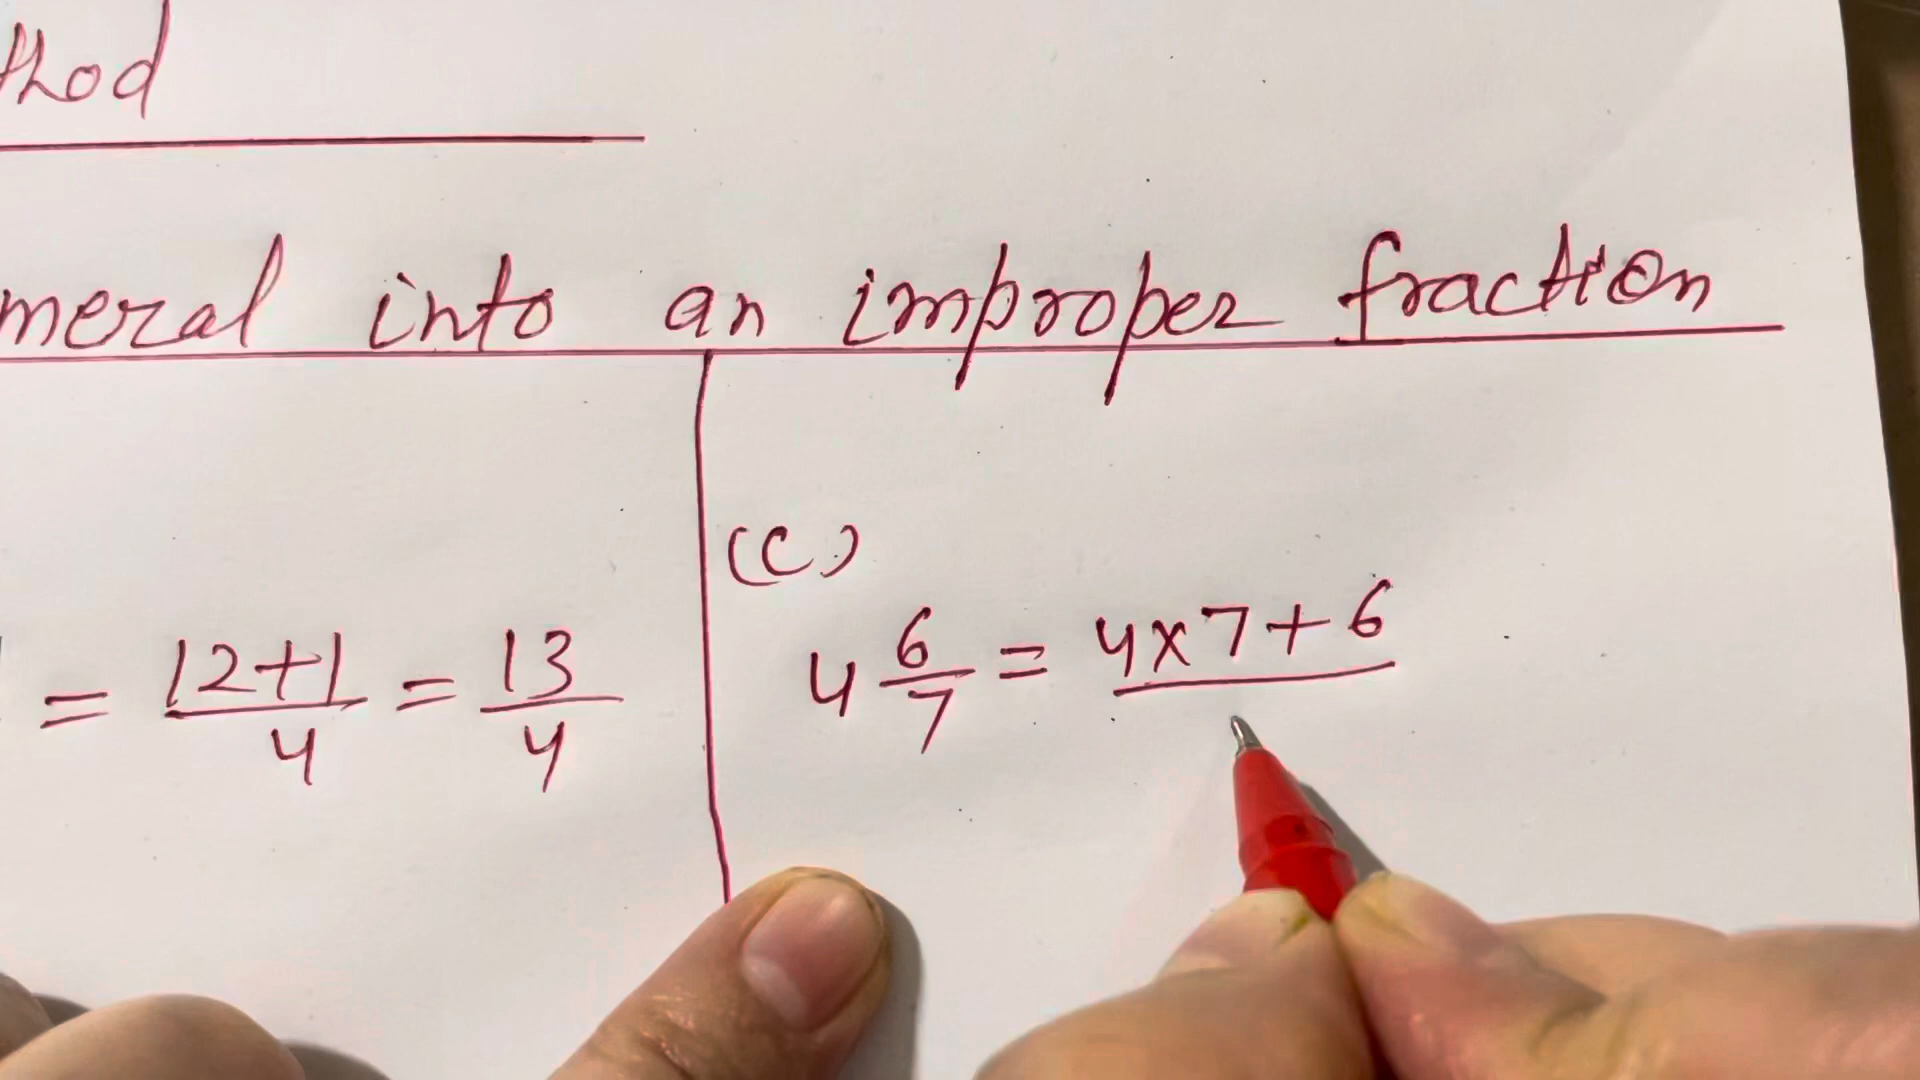 thod
meral into an improper fraction
(C)
= 12+1/4 = 13/4
4 6/7 = 4x7+6